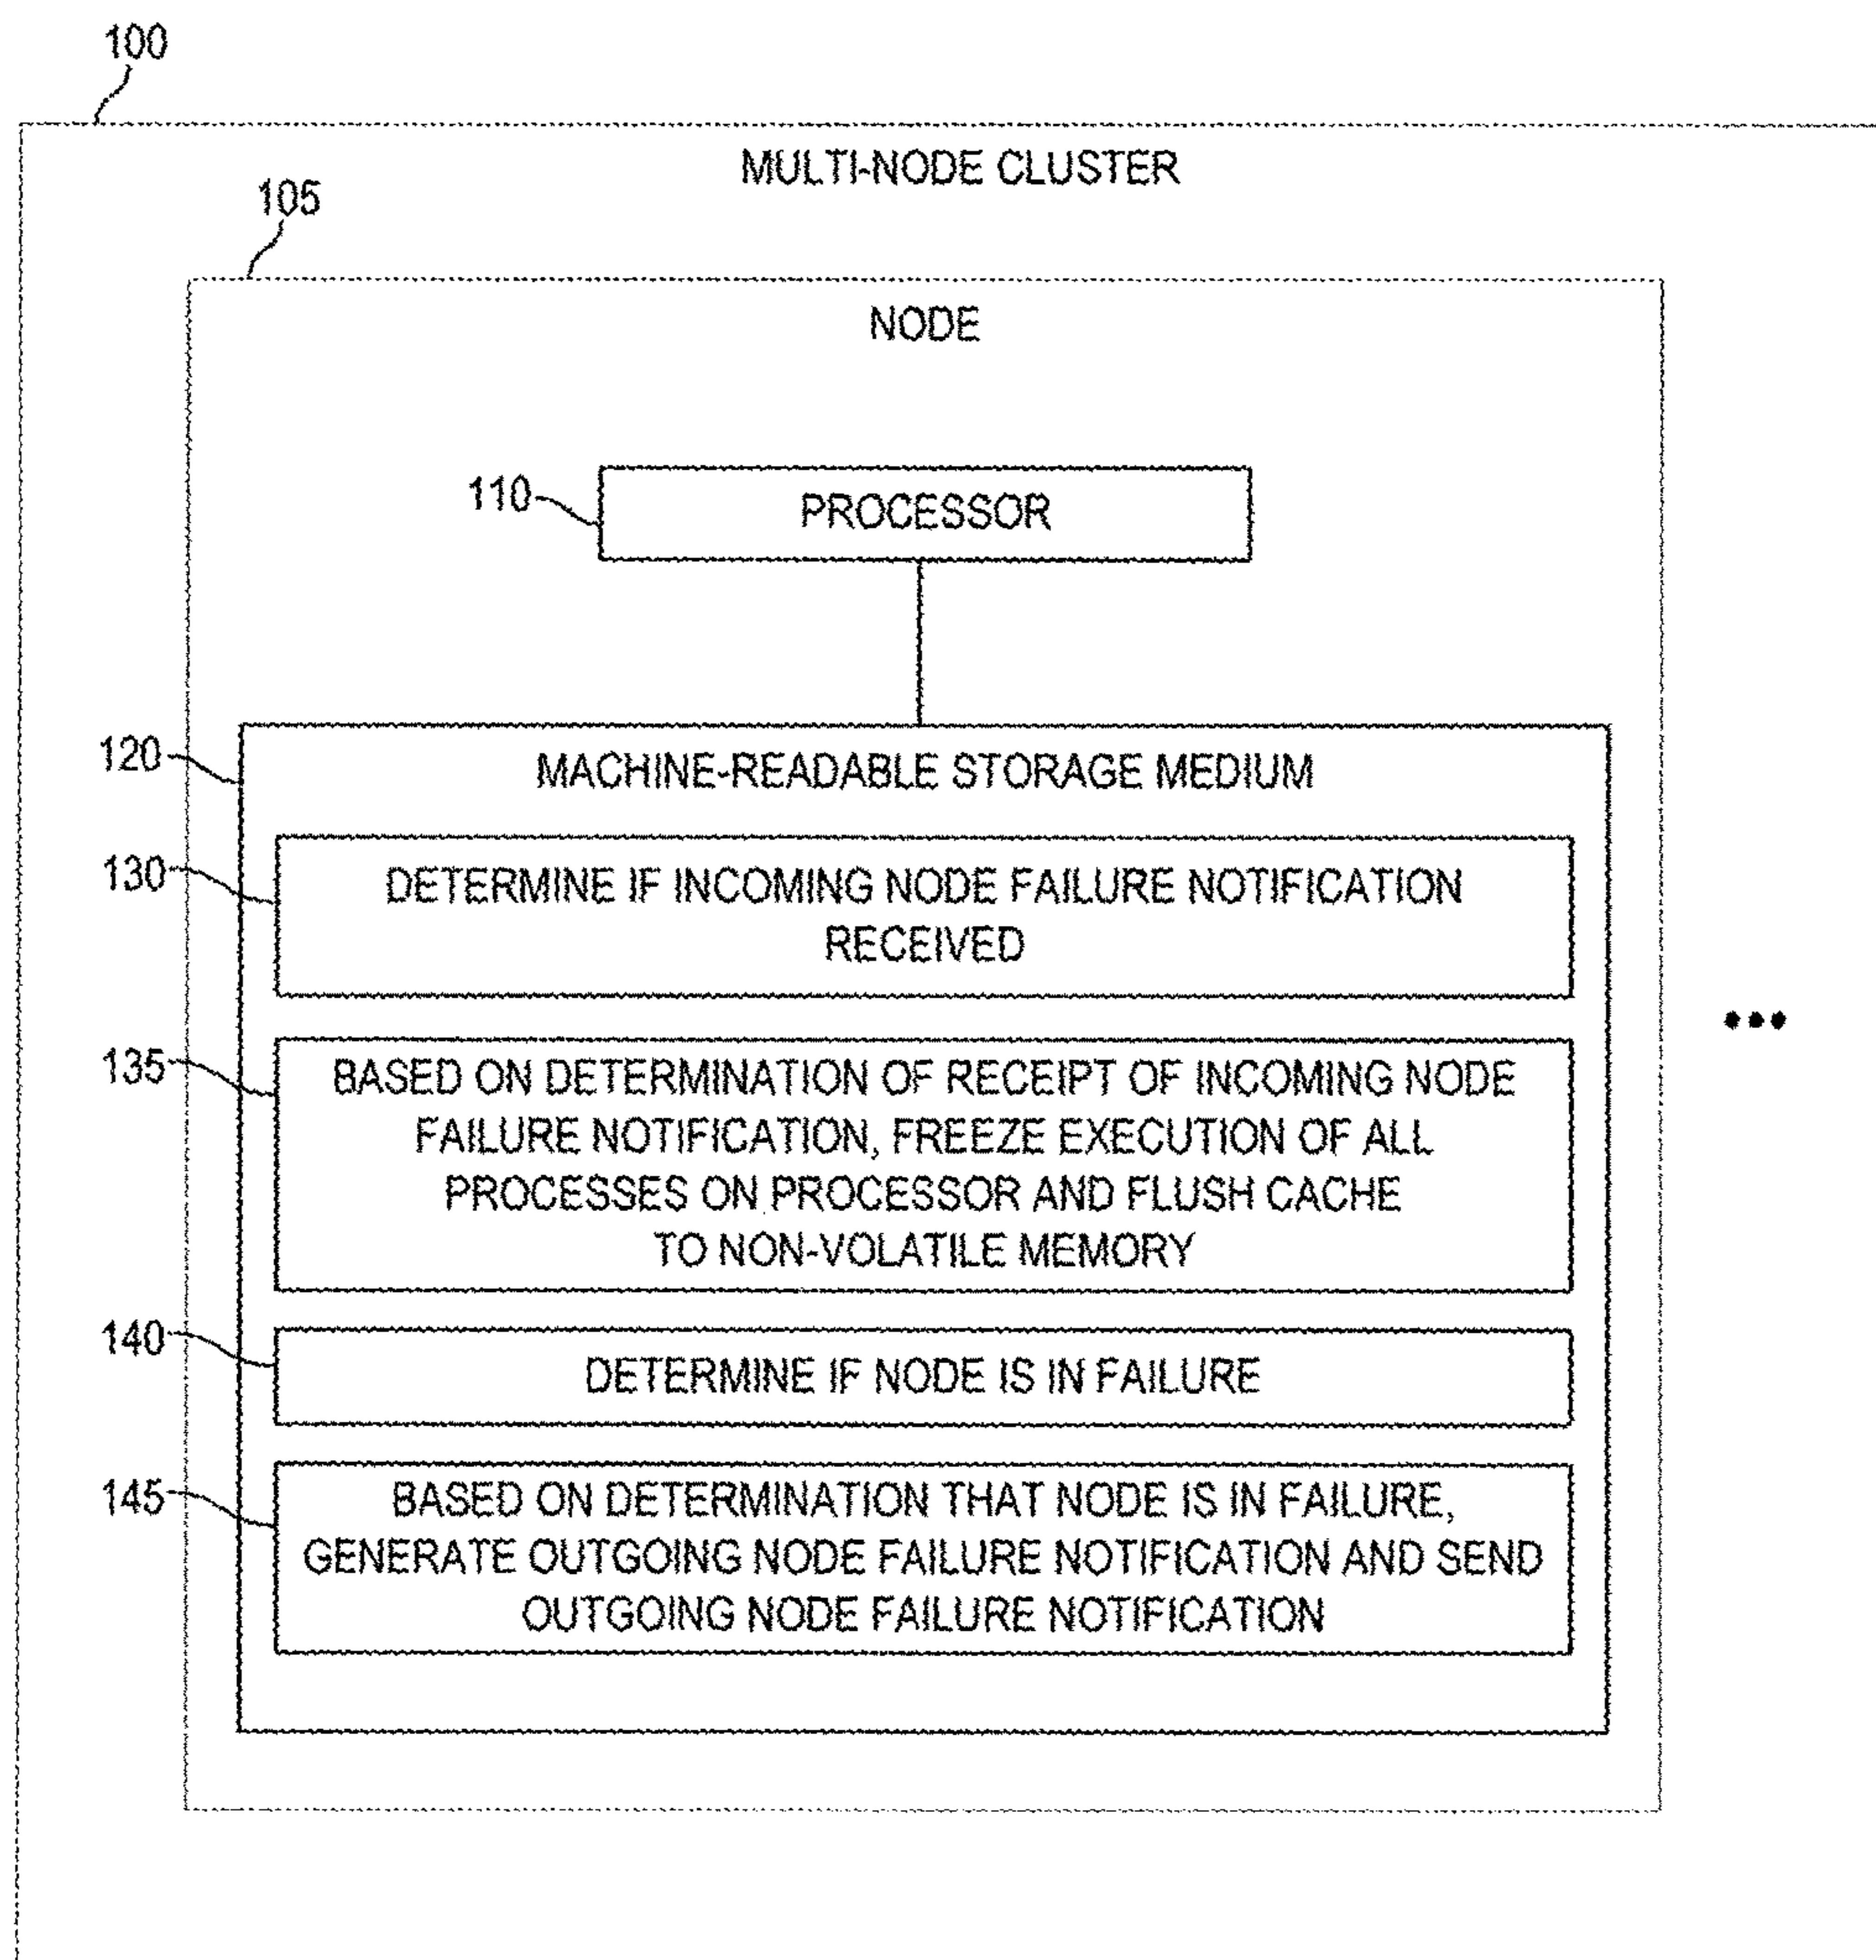 100
MULTI-NODE CLUSTER
105
NODE
110
PROCESSOR
120
MACHINE-READABLE STORAGE MEDIUM
130
DETERMINE IF INCOMING NODE FAILURE NOTIFICATION
RECEIVED
135
BASED ON DETERMINATION OF RECEIPT OF INCOMING NODE
FAILURE NOTIFICATION, FREEZE EXECUTION OF ALL
PROCESSES ON PROCESSOR AND FLUSH CACHE
TO NON-VOLATILE MEMORY
140
DETERMINE IF NODE IS IN FAILURE
145
BASED ON DETERMINATION THAT NODE IS IN FAILURE,
GENERATE OUTGOING NODE FAILURE NOTIFICATION AND SEND
OUTGOING NODE FAILURE NOTIFICATION